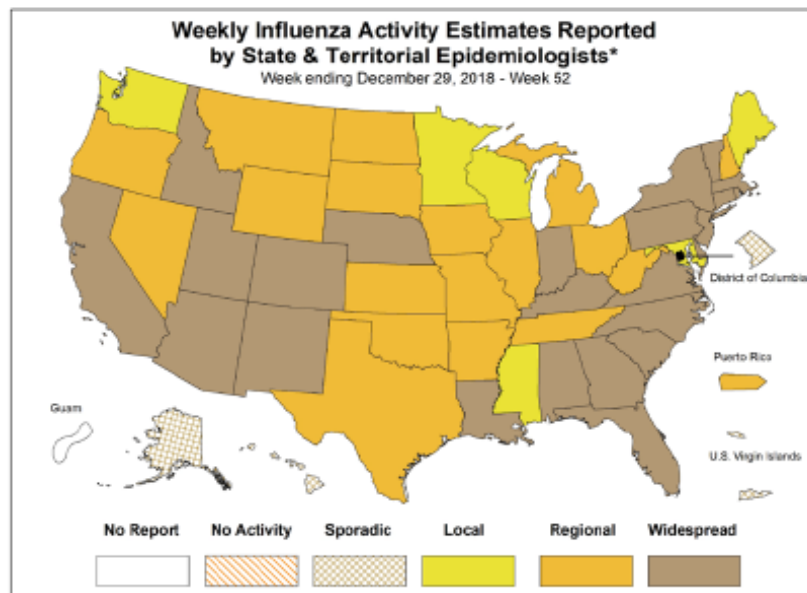 Weekly Influenza Activity Estimates Reported
by State & Territorial Epidemiologists*
Week ending December 29, 2018 - Week 52
District of Columbia
Puerto Rico
Guam
U.S. Virgin Islands
No Report No Activity Sporadic Local Regional Widespread